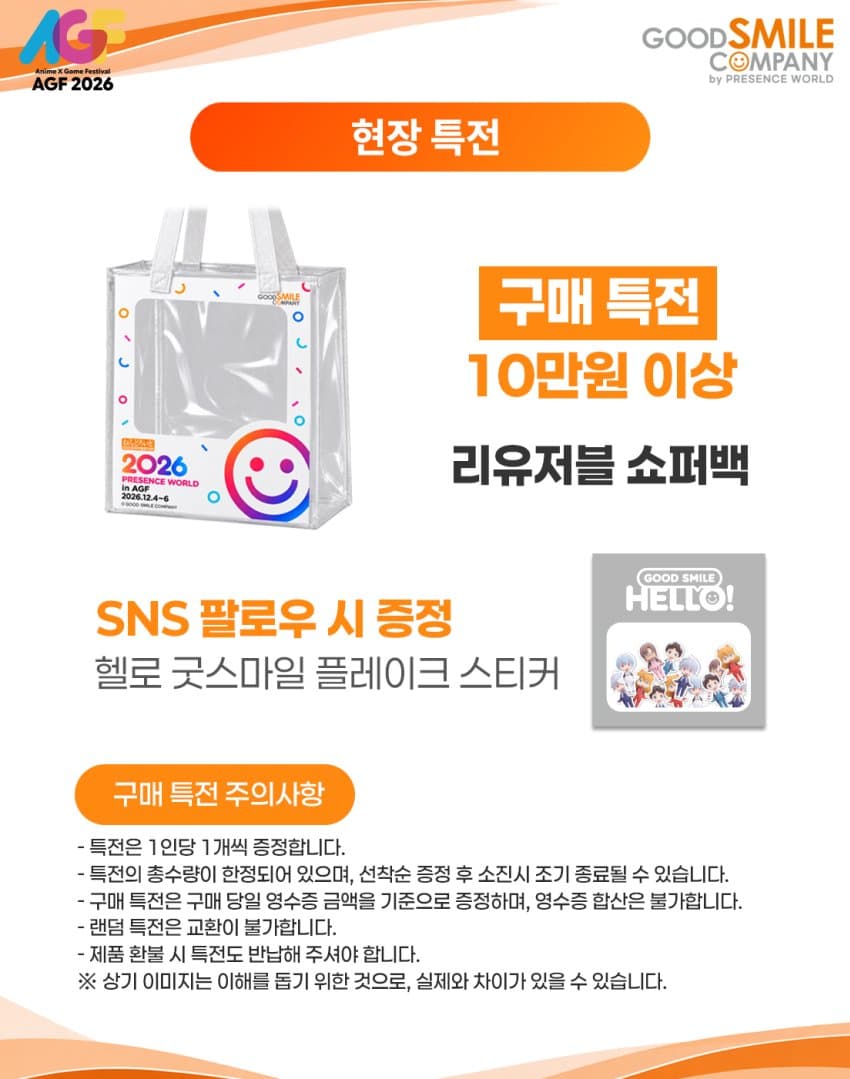 AGF
Anime X Game Festival
AGF 2026
GOODSMILE
COMPANY
by PRESENCE WORLD
현장 특전
GOODSMILE
COMPANY
2026
PRESENCE WORLD
in AGF
2026.12.4~6
© GOOD SMILE COMPANY
구매 특전
10만원 이상
리유저블 쇼퍼백
SNS 팔로우 시 증정
헬로 굿스마일 플레이크 스티커
GOOD SMILE
HELLO!
구매 특전 주의사항
- 특전은 1인당 1개씩 증정합니다.
- 특전의 총수량이 한정되어 있으며, 선착순 증정 후 소진시 조기 종료될 수 있습니다.
- 구매 특전은 구매 당일 영수증 금액을 기준으로 증정하며, 영수증 합산은 불가합니다.
- 랜덤 특전은 교환이 불가합니다.
- 제품 환불 시 특전도 반납해 주셔야 합니다.
※ 상기 이미지는 이해를 돕기 위한 것으로, 실제와 차이가 있을 수 있습니다.